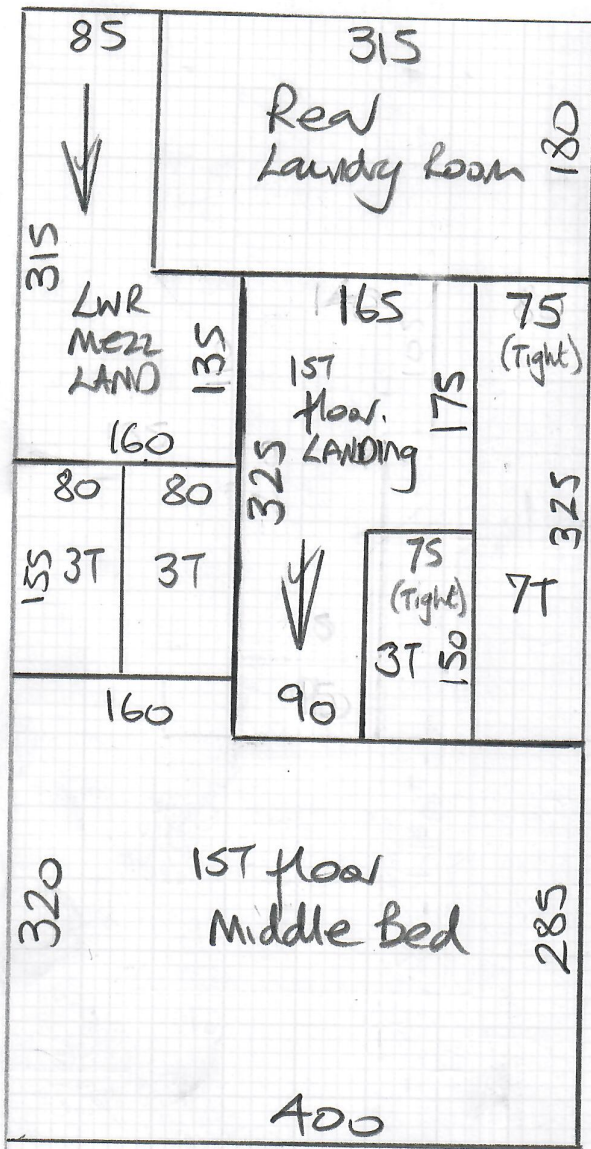 85
315
Rear
Laundry Room
180
315
LWR
MEZZ
LAND
135
160
165
1ST
floor.
LANDING
175
325
90
75
(Tight)
325
7T
80
80
155
3T
3T
160
75
(Tight)
3T
150
1ST floor
Middle Bed
320
285
400